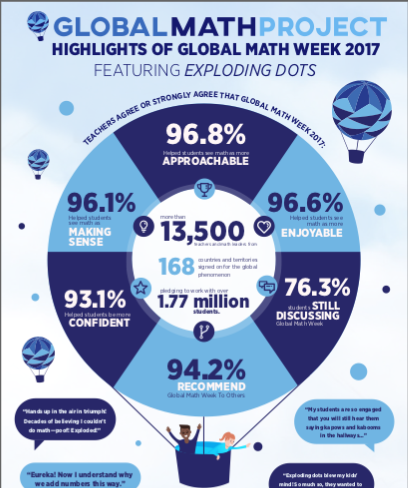 GLOBALMATHPROJECT
HIGHLIGHTS OF GLOBAL MATH WEEK 2017
FEATURING EXPLODING DOTS
TEACHERS AGREE OR STRONGLY AGREE THAT GLOBAL MATH WEEK 2017:
96.8%
Helped students see math as more
APPROACHABLE
96.1%
Helped students
see math as
MAKING
SENSE
96.6%
Helped students see
math as more
ENJOYABLE
more than
13,500
teachers and math leaders from
168 countries and territories
signed on for the global
phenomenon
pledging to work with over
1.77 million
students.
93.1%
Helped students be more
CONFIDENT
76.3%
students STILL
DISCUSSING
Global Math Week
94.2%
RECOMMEND
Global Math Week To Others
"Hands up in the air in triumph!
Decades of believing I couldn't
do math—poof! Exploded!"
"My students are so engaged
that you will still hear them
saying kapows and kabooms
in the hallways..."
"Eureka! Now I understand why
we add numbers this way."
"Exploding dots blew my kids'
mind! So much so, they wanted to